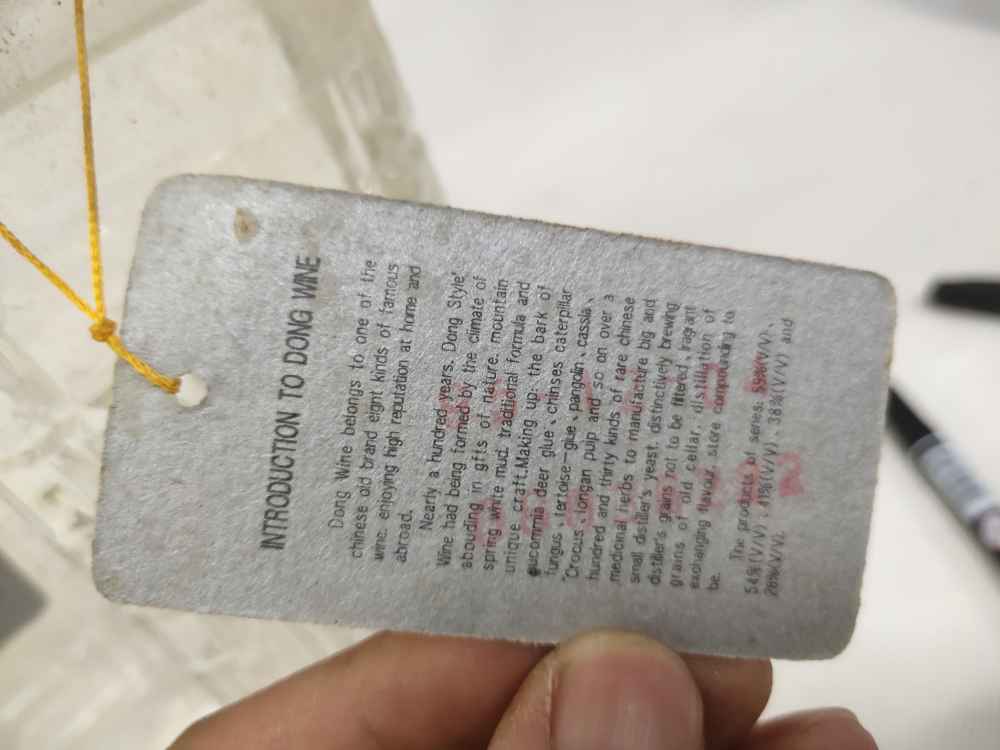 INTRODUCTION TO DONG WINE
Dong Wine belongs to one of the
chinese old brand eight kinds of famous
wine. enjoying high reputation at home and
abroad.
Nearly a hundred years. Dong Style'
Wine had being formed by the climate of
abouding in gfts of nature. mountain
spring white mud. traditional formula and
unique craft.Making up: the bark of
eucommia deer glue、chinses caterpillar
fungus、tertoise—glue、pangolin、cassia、
Crocus、longan pulp and so on over a
hundred and thirty kinds of rare chinese
medicinal herbs to manufacture big and
small distiller's yeast. distinctively brewing
distiller's grains not to be littered、fragrant
grains of old cellar. distillation of
exchanging flavour. store compounding to
be.
The products of series: 59%(V/V)、
54%(V/V)、41%(V/V)、38%(V/V) and
28%(V/V).